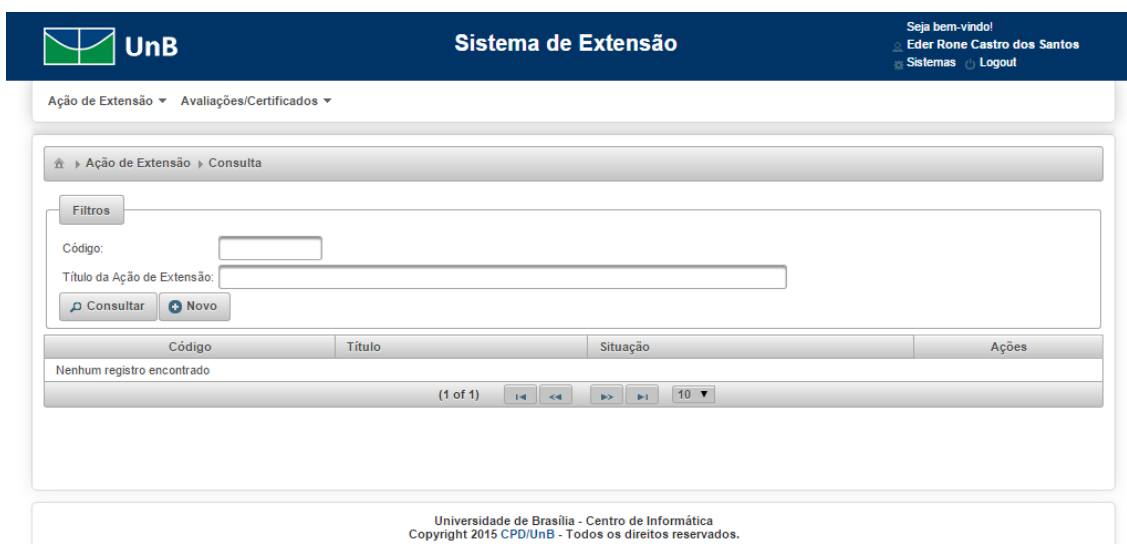 UnB
Sistema de Extensão
Seja bem-vindo!
Eder Rone Castro dos Santos
Sistemas Logout
Ação de Extensão Avaliações/Certificados
Ação de Extensão Consulta
Filtros
Código:
Título da Ação de Extensão:
Consultar Novo
Código Título Situação Ações
Nenhum registro encontrado
(1 of 1) 10
Universidade de Brasília - Centro de Informática
Copyright 2015 CPD/UnB - Todos os direitos reservados.